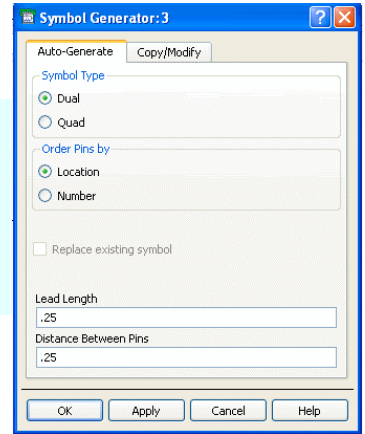 Symbol Generator:3
Auto-Generate Copy/Modify
Symbol Type
Dual
Quad
Order Pins by
Location
Number
Replace existing symbol
Lead Length
.25
Distance Between Pins
.25
OK Apply Cancel Help